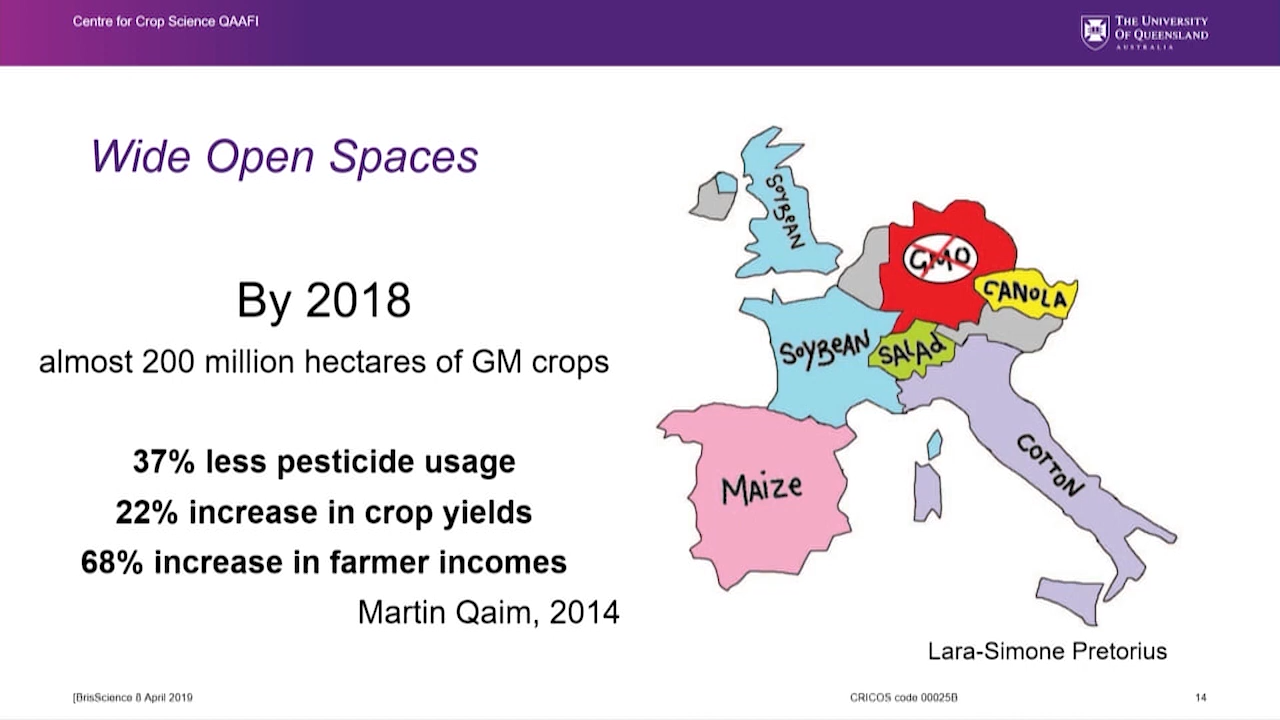 Centre for Crop Science QAAFI
THE UNIVERSITY
OF QUEENSLAND
AUSTRALIA
Wide Open Spaces
By 2018
almost 200 million hectares of GM crops
37% less pesticide usage
22% increase in crop yields
68% increase in farmer incomes
Martin Qaim, 2014
SOYBEAN
GMO
CANOLA
SOYBEAN
SALAd
MAize
COTTON
Lara-Simone Pretorius
[BrisScience 8 April 2019
CRICOS code 00025B
14